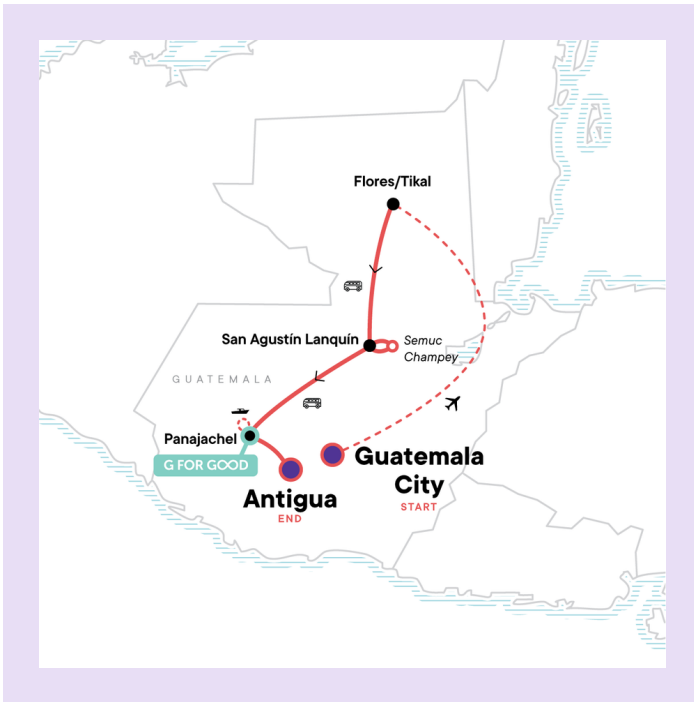 Flores/Tikal
San Agustín Lanquín
Semuc
Champey
GUATEMALA
Panajachel
G FOR GOOD
Guatemala
City
START
Antigua
END